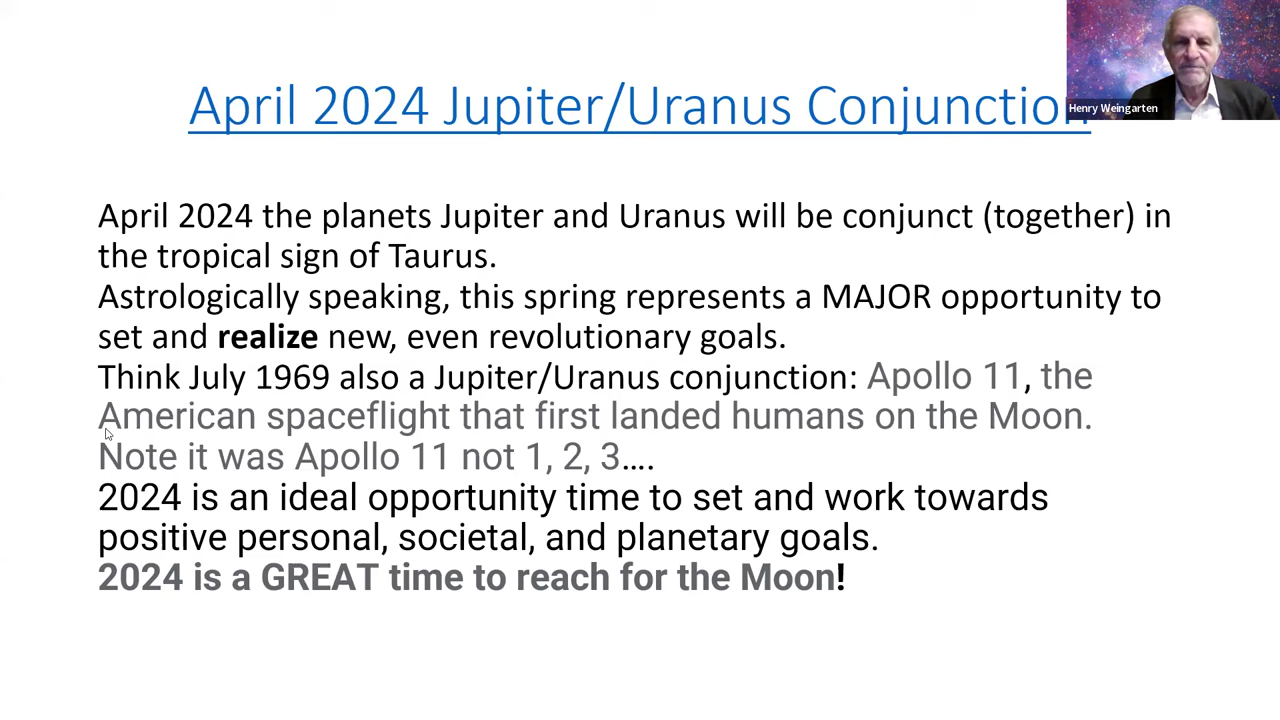 April 2024 Jupiter/Uranus Conjunction
Henry Weingarten
April 2024 the planets Jupiter and Uranus will be conjunct (together) in
the tropical sign of Taurus.
Astrologically speaking, this spring represents a MAJOR opportunity to
set and realize new, even revolutionary goals.
Think July 1969 also a Jupiter/Uranus conjunction: Apollo 11, the
American spaceflight that first landed humans on the Moon.
Note it was Apollo 11 not 1, 2, 3....
2024 is an ideal opportunity time to set and work towards
positive personal, societal, and planetary goals.
2024 is a GREAT time to reach for the Moon!